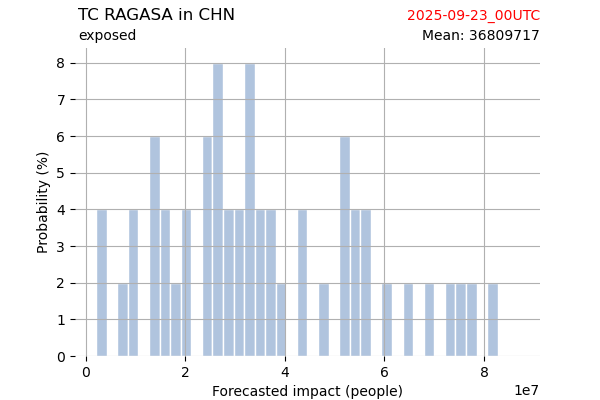 TC RAGASA in CHN
2025-09-23_00UTC
exposed
Mean: 36809717
8
7
6
5
4
3
2
1
0
Probability (%)
0 2 4 6 8
1e7
Forecasted impact (people)